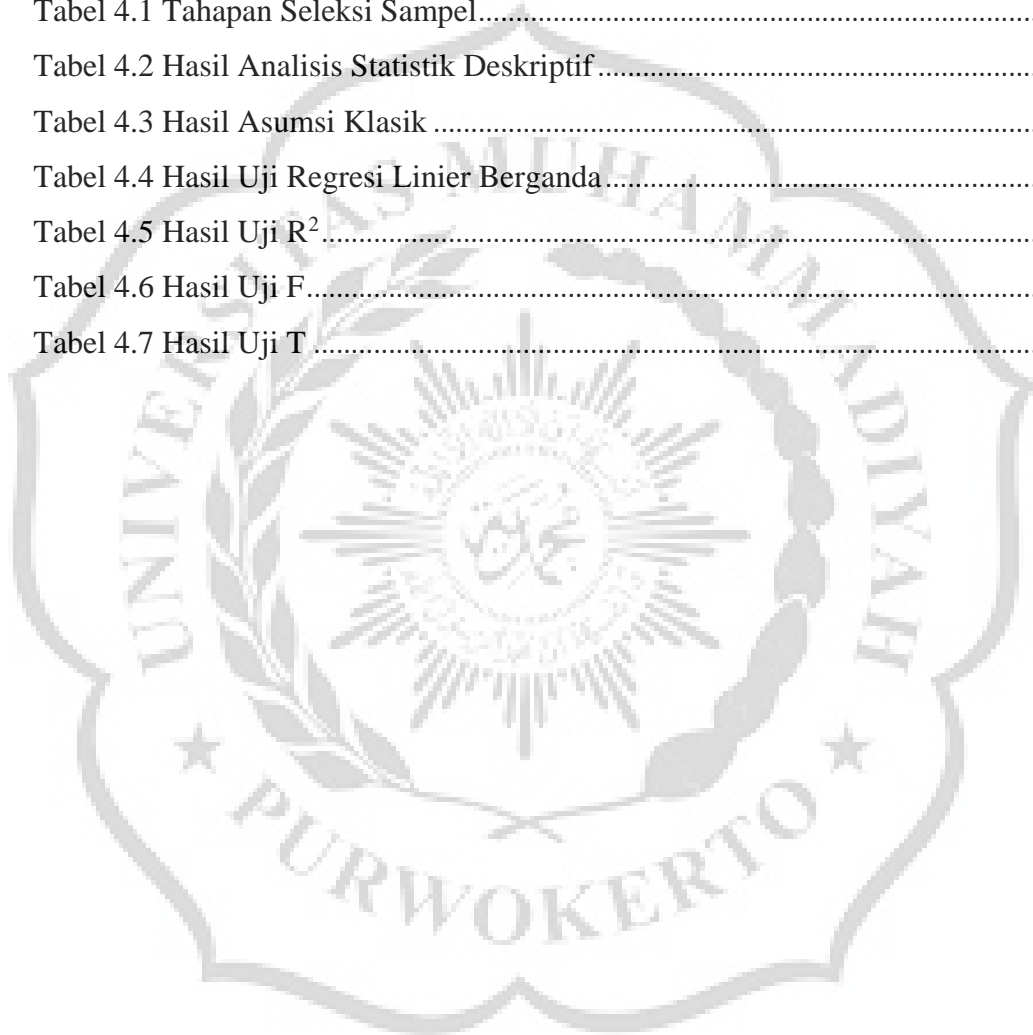 Tabel 4.1 Tahapan Seleksi Sampel........................................................................
Tabel 4.2 Hasil Analisis Statistik Deskriptif........................................................
Tabel 4.3 Hasil Asumsi Klasik..............................................................................
Tabel 4.4 Hasil Uji Regresi Linier Berganda.......................................................
Tabel 4.5 Hasil Uji R²............................................................................................
Tabel 4.6 Hasil Uji F..............................................................................................
Tabel 4.7 Hasil Uji T.............................................................................................
UNIVERSITAS MUHAMMADIYAH
PURWOKERTO